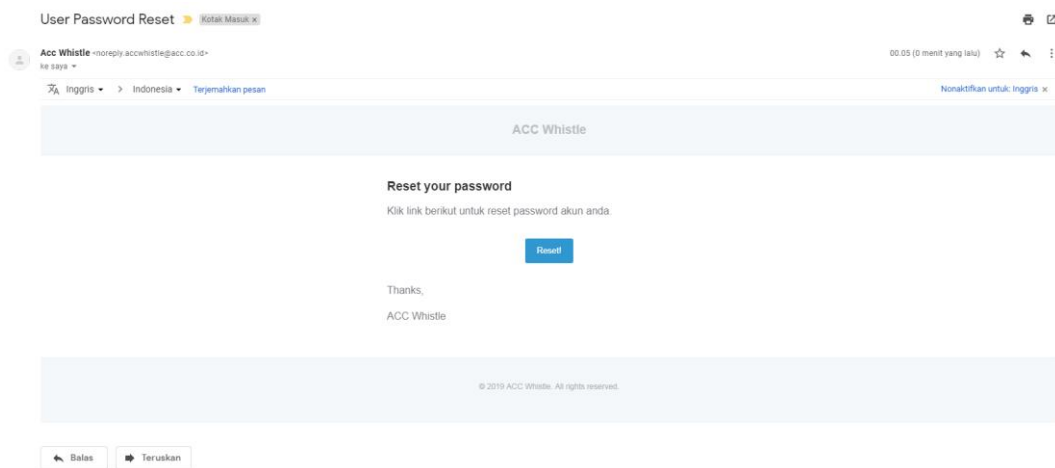 User Password Reset Kotak Masuk x
Acc Whistle <noreply.accwhistle@acc.co.id> 00.05 (0 menit yang lalu)
ke saya
Inggris > Indonesia Terjemahkan pesan Nonaktifkan untuk: Inggris x
ACC Whistle
Reset your password
Klik link berikut untuk reset password akun anda.
Reset!
Thanks,
ACC Whistle
© 2019 ACC Whistle. All rights reserved.
Balas Teruskan